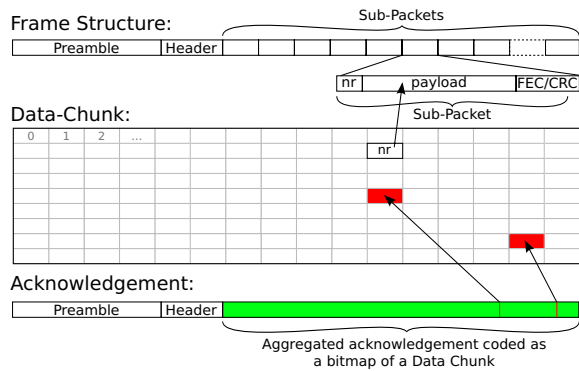 Frame Structure:
Sub-Packets
Preamble Header
nr payload FEC/CRC
Sub-Packet
Data-Chunk:
0 1 2 ...
nr
Acknowledgement:
Preamble Header
Aggregated acknowledgement coded as
a bitmap of a Data Chunk